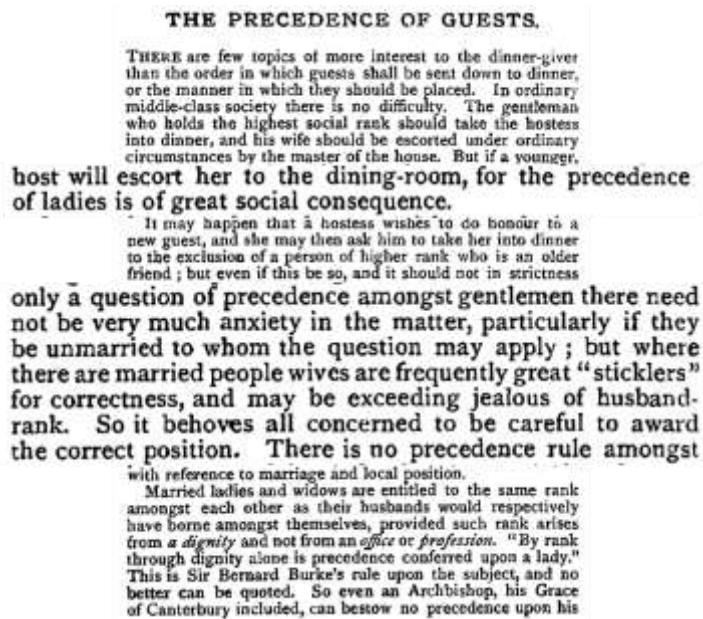 THE PRECEDENCE OF GUESTS.
THERE are few topics of more interest to the dinner-giver
than the order in which guests shall be sent down to dinner,
or the manner in which they should be placed. In ordinary
middle-class society there is no difficulty. The gentleman
who holds the highest social rank should take the hostess
into dinner, and his wife should be escorted under ordinary
circumstances by the master of the house. But if a younger,
host will escort her to the dining-room, for the precedence
of ladies is of great social consequence.
It may happen that a hostess wishes to do honour to a
new guest, and she may then ask him to take her into dinner
to the exclusion of a person of higher rank who is an older
friend ; but even if this be so, and it should not in strictness
only a question of precedence amongst gentlemen there need
not be very much anxiety in the matter, particularly if they
be unmarried to whom the question may apply ; but where
there are married people wives are frequently great “sticklers”
for correctness, and may be exceeding jealous of husband-
rank. So it behoves all concerned to be careful to award
the correct position. There is no precedence rule amongst
with reference to marriage and local position.
Married ladies and widows are entitled to the same rank
amongst each other as their husbands would respectively
have borne amongst themselves, provided such rank arises
from a dignity and not from an office or profession. “By rank
through dignity alone is precedence conferred upon a lady.”
This is Sir Bernard Burke's rule upon the subject, and no
better can be quoted. So even an Archbishop, his Grace
of Canterbury included, can bestow no precedence upon his